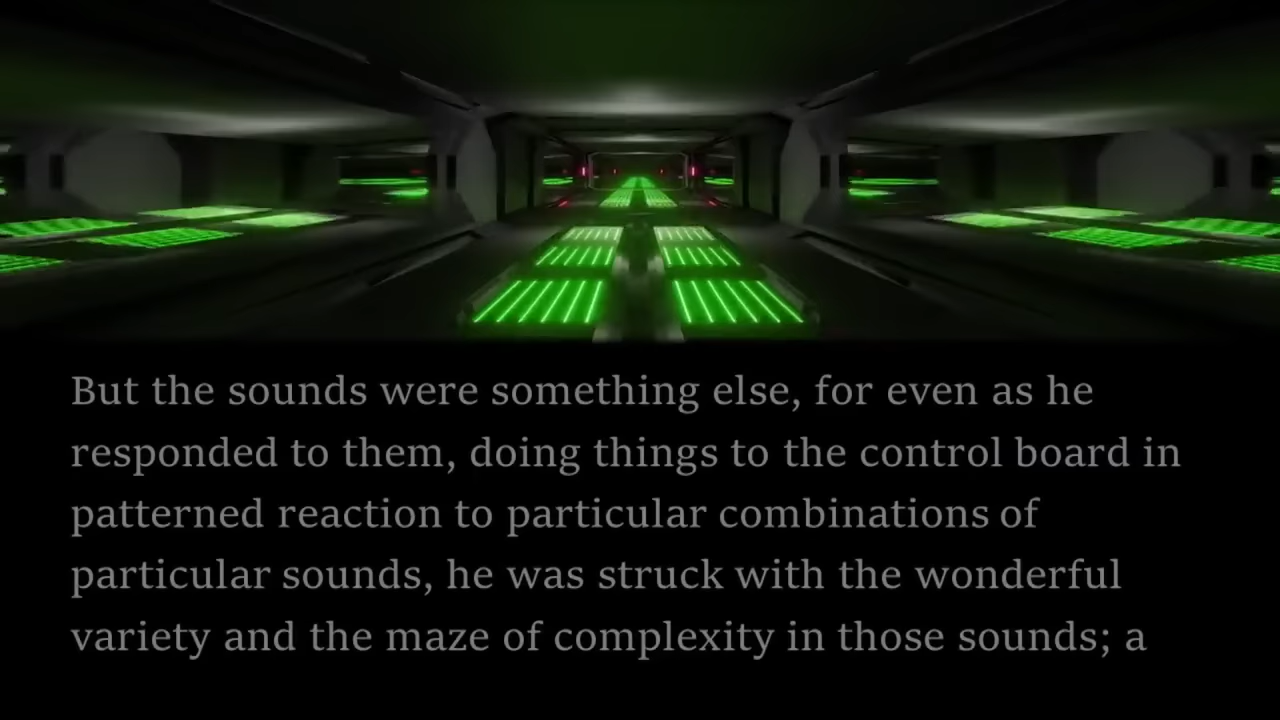 But the sounds were something else, for even as he
responded to them, doing things to the control board in
patterned reaction to particular combinations of
particular sounds, he was struck with the wonderful
variety and the maze of complexity in those sounds; a